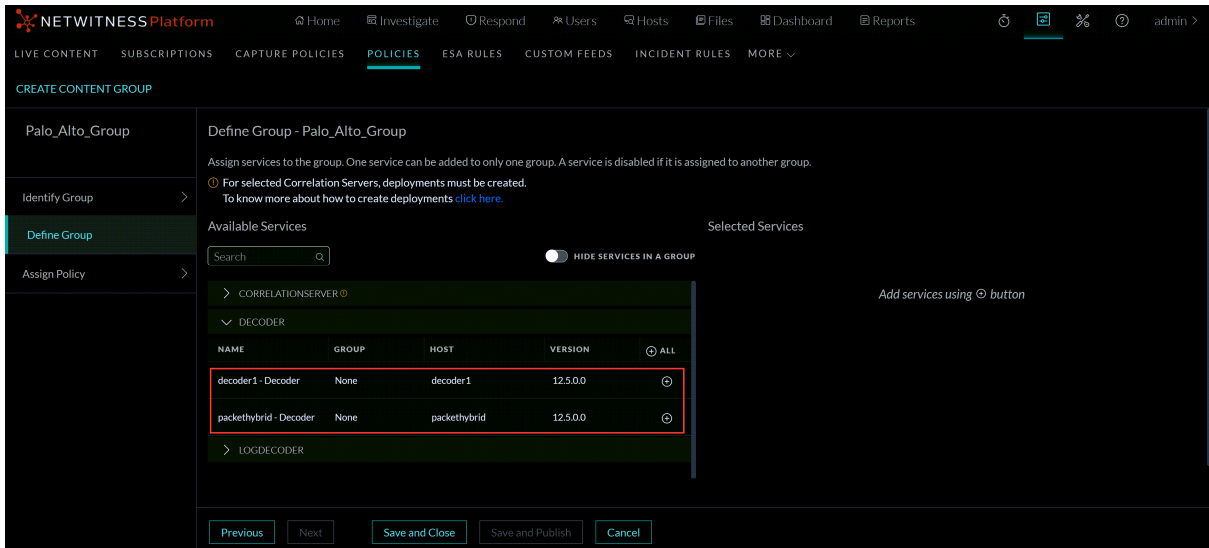 NETWITNESS Platform Home Investigate Respond Users Hosts Files Dashboard Reports admin >
LIVE CONTENT SUBSCRIPTIONS CAPTURE POLICIES POLICIES ESA RULES CUSTOM FEEDS INCIDENT RULES MORE
CREATE CONTENT GROUP
Palo_Alto_Group
Identify Group
Define Group
Assign Policy
Define Group - Palo_Alto_Group
Assign services to the group. One service can be added to only one group. A service is disabled if it is assigned to another group.
For selected Correlation Servers, deployments must be created.
To know more about how to create deployments click here.
Available Services
Search
HIDE SERVICES IN A GROUP
CORRELATIONSERVER
DECODER
NAME GROUP HOST VERSION ALL
decoder1 - Decoder None decoder1 12.5.0.0
packethybrid - Decoder None packethybrid 12.5.0.0
LOGDECODER
Selected Services
Add services using ⊕ button
Previous Next Save and Close Save and Publish Cancel